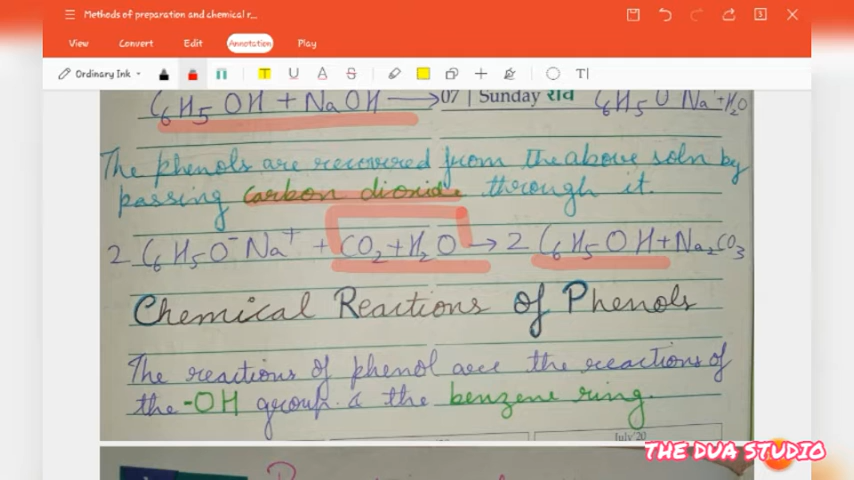 Methods of preparation and chemical r...
View Convert Edit Annotation Play
Ordinary Ink
C6H5OH + NaOH → 07 | Sunday रवि C6H5O⁻Na⁺ + H2O
The phenols are recovered from the above soln by
passing carbon dioxide through it.
2 C6H5O⁻Na⁺ + CO2 + H2O → 2 C6H5OH + Na2CO3
Chemical Reactions of Phenols
The reactions of phenol are the reactions of
the -OH group & the benzene ring.
July'20
THE DUA STUDIO